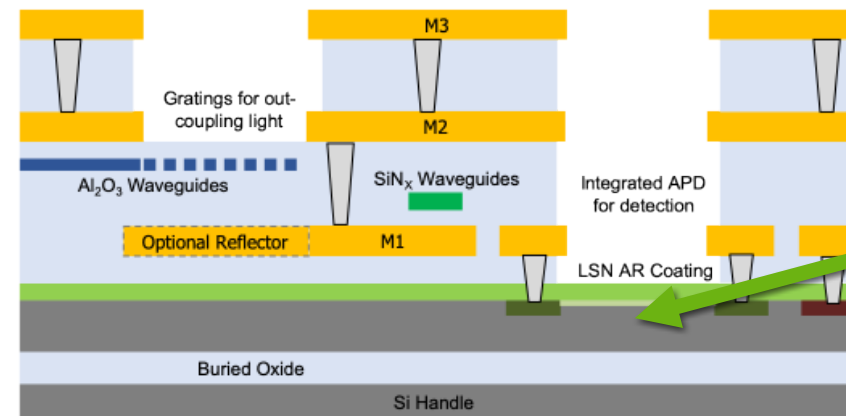 M3
Gratings for out-
coupling light
M2
Al₂O₃ Waveguides
SiNₓ Waveguides
Integrated APD
for detection
Optional Reflector
M1
LSN AR Coating
Buried Oxide
Si Handle